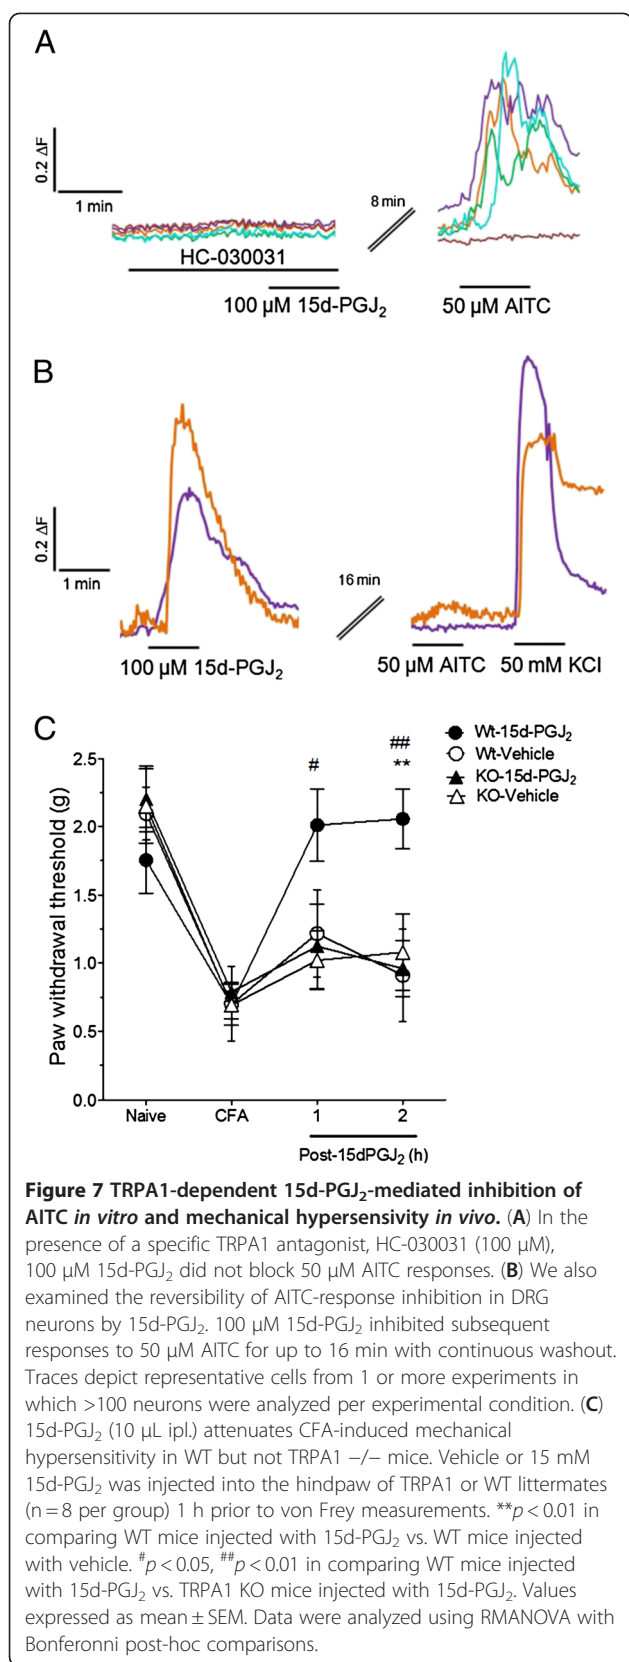 A
0.2 ΔF
1 min
8 min
HC-030031
100 µM 15d-PGJ₂
50 µM AITC
B
0.2 ΔF
1 min
16 min
100 µM 15d-PGJ₂
50 µM AITC
50 mM KCl
C
Wt-15d-PGJ₂
Wt-Vehicle
KO-15d-PGJ₂
KO-Vehicle
##
# **
Paw withdrawal threshold (g)
2.5
2.0
1.5
1.0
0.5
0.0
Naive CFA 1 2
Post-15dPGJ₂ (h)
Figure 7 TRPA1-dependent 15d-PGJ₂-mediated inhibition of
AITC in vitro and mechanical hypersensivity in vivo. (A) In the
presence of a specific TRPA1 antagonist, HC-030031 (100 µM),
100 µM 15d-PGJ₂ did not block 50 µM AITC responses. (B) We also
examined the reversibility of AITC-response inhibition in DRG
neurons by 15d-PGJ₂. 100 µM 15d-PGJ₂ inhibited subsequent
responses to 50 µM AITC for up to 16 min with continuous washout.
Traces depict representative cells from 1 or more experiments in
which >100 neurons were analyzed per experimental condition. (C)
15d-PGJ₂ (10 µL ipl.) attenuates CFA-induced mechanical
hypersensitivity in WT but not TRPA1 −/− mice. Vehicle or 15 mM
15d-PGJ₂ was injected into the hindpaw of TRPA1 or WT littermates
(n = 8 per group) 1 h prior to von Frey measurements. **p < 0.01 in
comparing WT mice injected with 15d-PGJ₂ vs. WT mice injected
with vehicle. #p < 0.05, ##p < 0.01 in comparing WT mice injected
with 15d-PGJ₂ vs. TRPA1 KO mice injected with 15d-PGJ₂. Values
expressed as mean ± SEM. Data were analyzed using RMANOVA with
Bonferonni post-hoc comparisons.